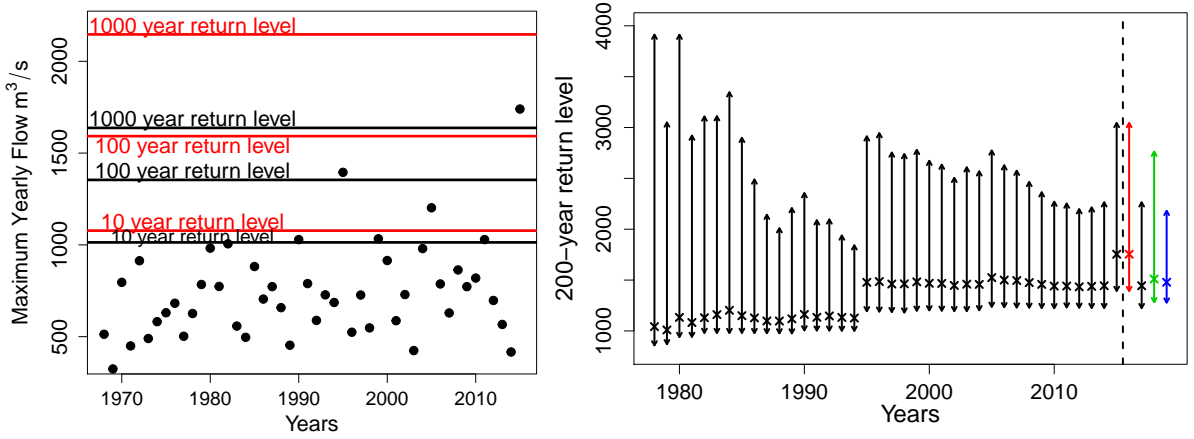 1000 year return level
1000 year return level
100 year return level
100 year return level
10 year return level
10 year return level
Maximum Yearly Flow m³/s
500
1000
1500
2000
1970
1980
1990
2000
2010
Years
200−year return level
1000
2000
3000
4000
1980
1990
2000
2010
Years